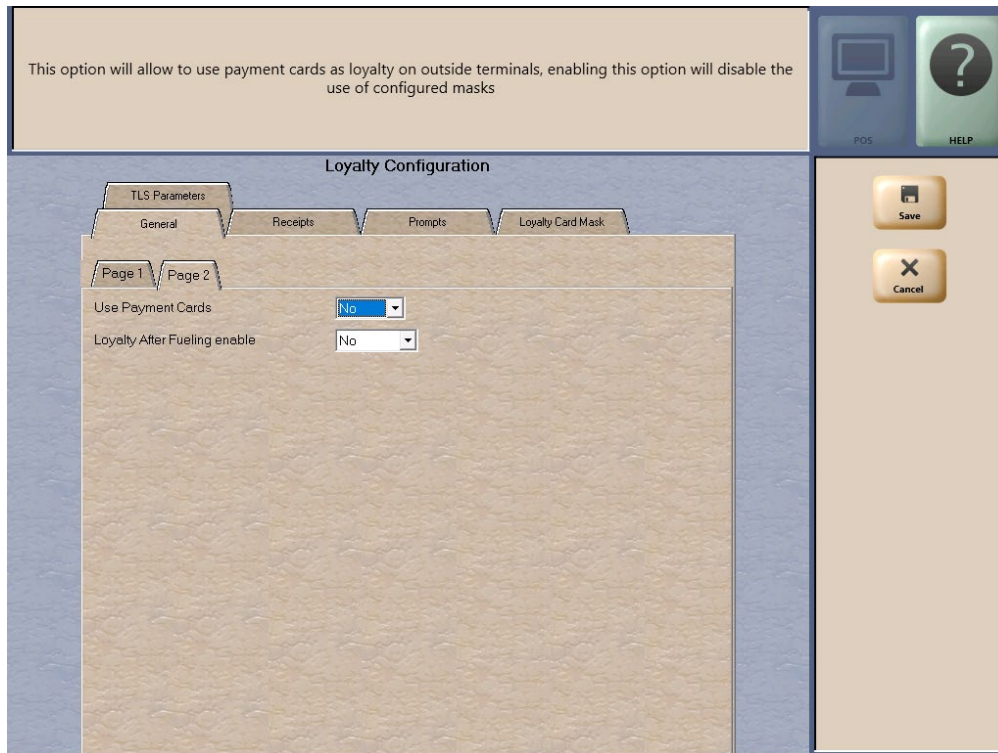 This option will allow to use payment cards as loyalty on outside terminals, enabling this option will disable the
use of configured masks
POS
HELP
Loyalty Configuration
TLS Parameters
General
Receipts
Prompts
Loyalty Card Mask
Page 1
Page 2
Use Payment Cards
No
Loyalty After Fueling enable
No
Save
Cancel